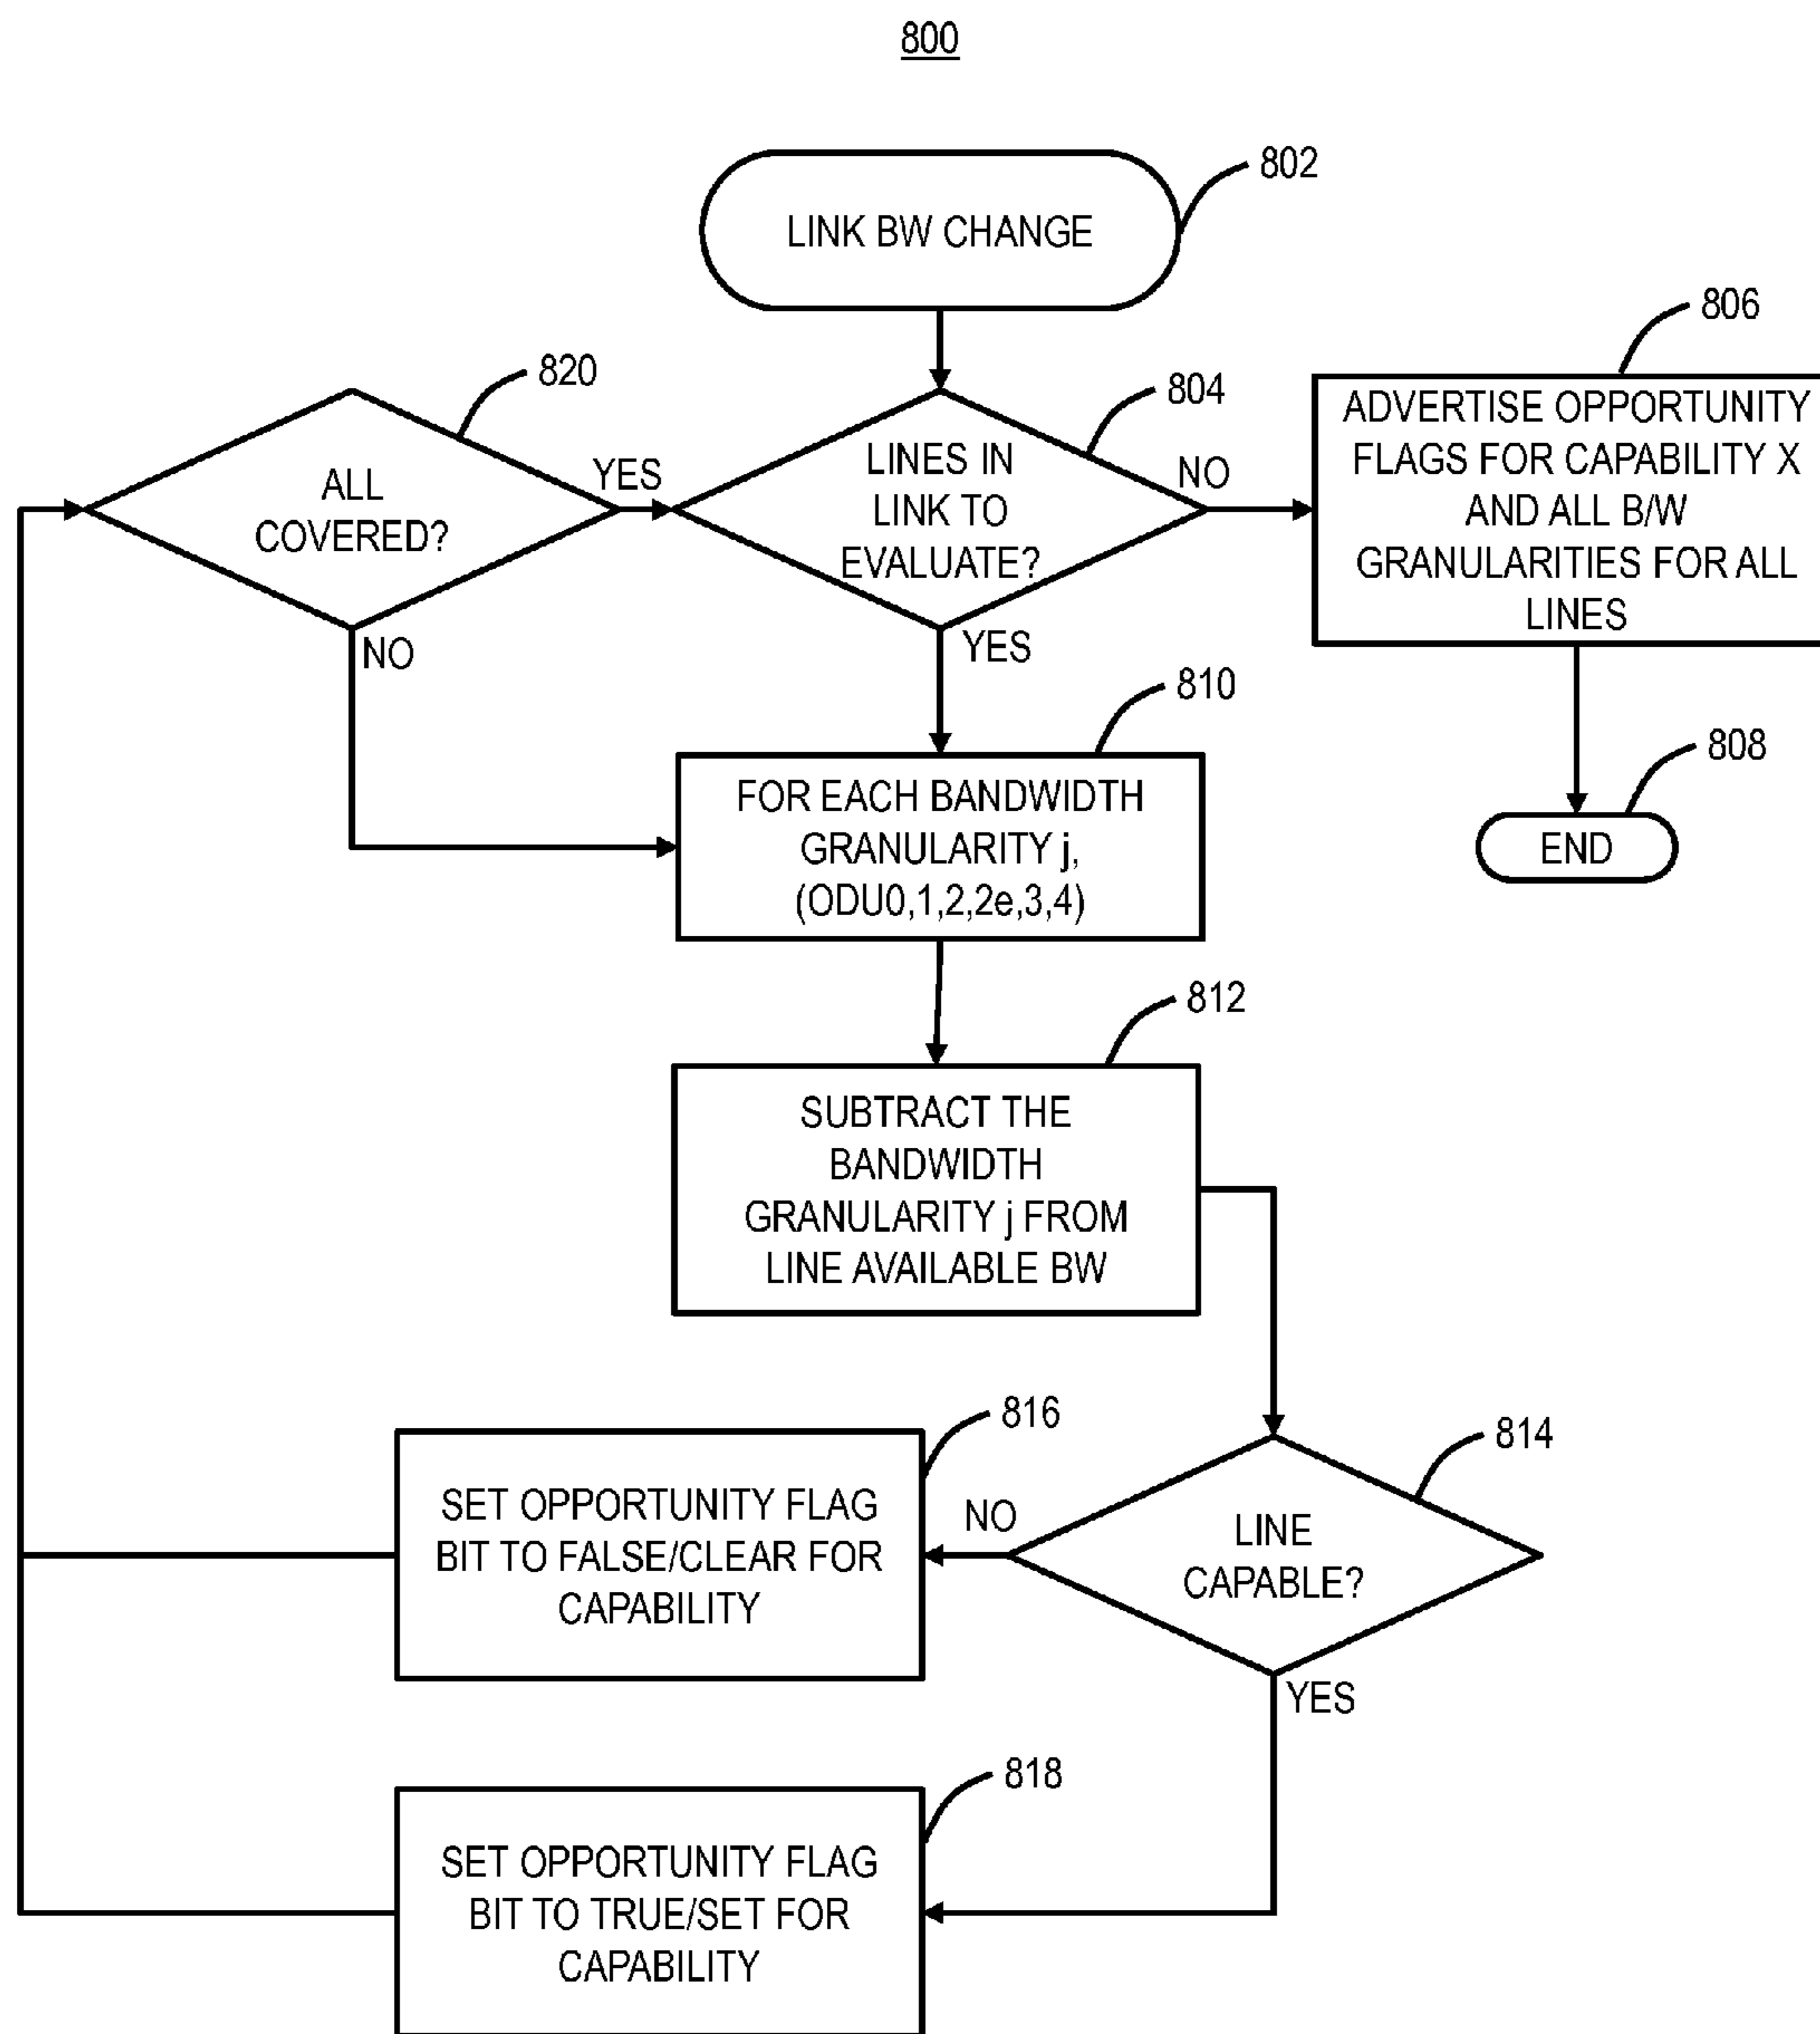 800
802
LINK BW CHANGE
806
820
804
ADVERTISE OPPORTUNITY
FLAGS FOR CAPABILITY X
AND ALL B/W
GRANULARITIES FOR ALL
LINES
ALL
COVERED?
YES
LINES IN
LINK TO
EVALUATE?
NO
NO
YES
810
808
END
FOR EACH BANDWIDTH
GRANULARITY j,
(ODU0,1,2,2e,3,4)
812
SUBTRACT THE
BANDWIDTH
GRANULARITY j FROM
LINE AVAILABLE BW
816
814
SET OPPORTUNITY FLAG
BIT TO FALSE/CLEAR FOR
CAPABILITY
NO
LINE
CAPABLE?
YES
818
SET OPPORTUNITY FLAG
BIT TO TRUE/SET FOR
CAPABILITY